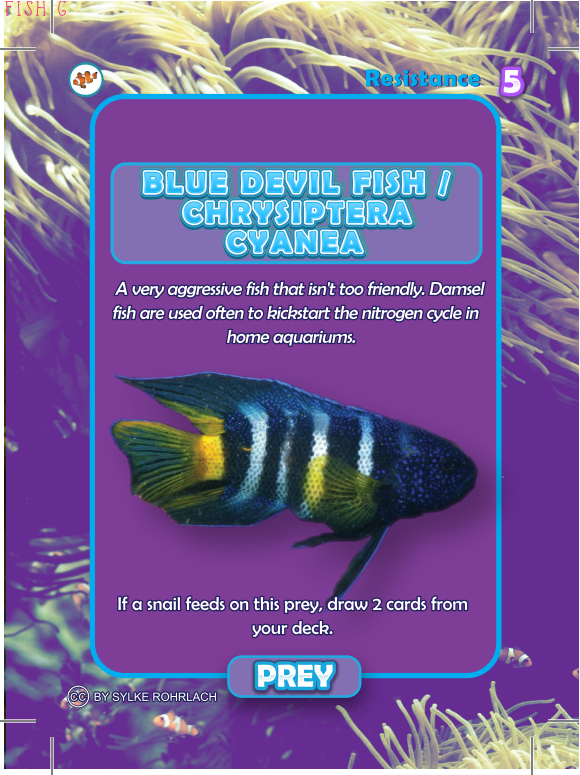 FISH 6
Resistance 5
BLUE DEVIL FISH /
CHRYSIPTERA
CYANEA
A very aggressive fish that isn't too friendly. Damsel
fish are used often to kickstart the nitrogen cycle in
home aquariums.
If a snail feeds on this prey, draw 2 cards from
your deck.
PREY
CC BY SYLKE ROHRLACH